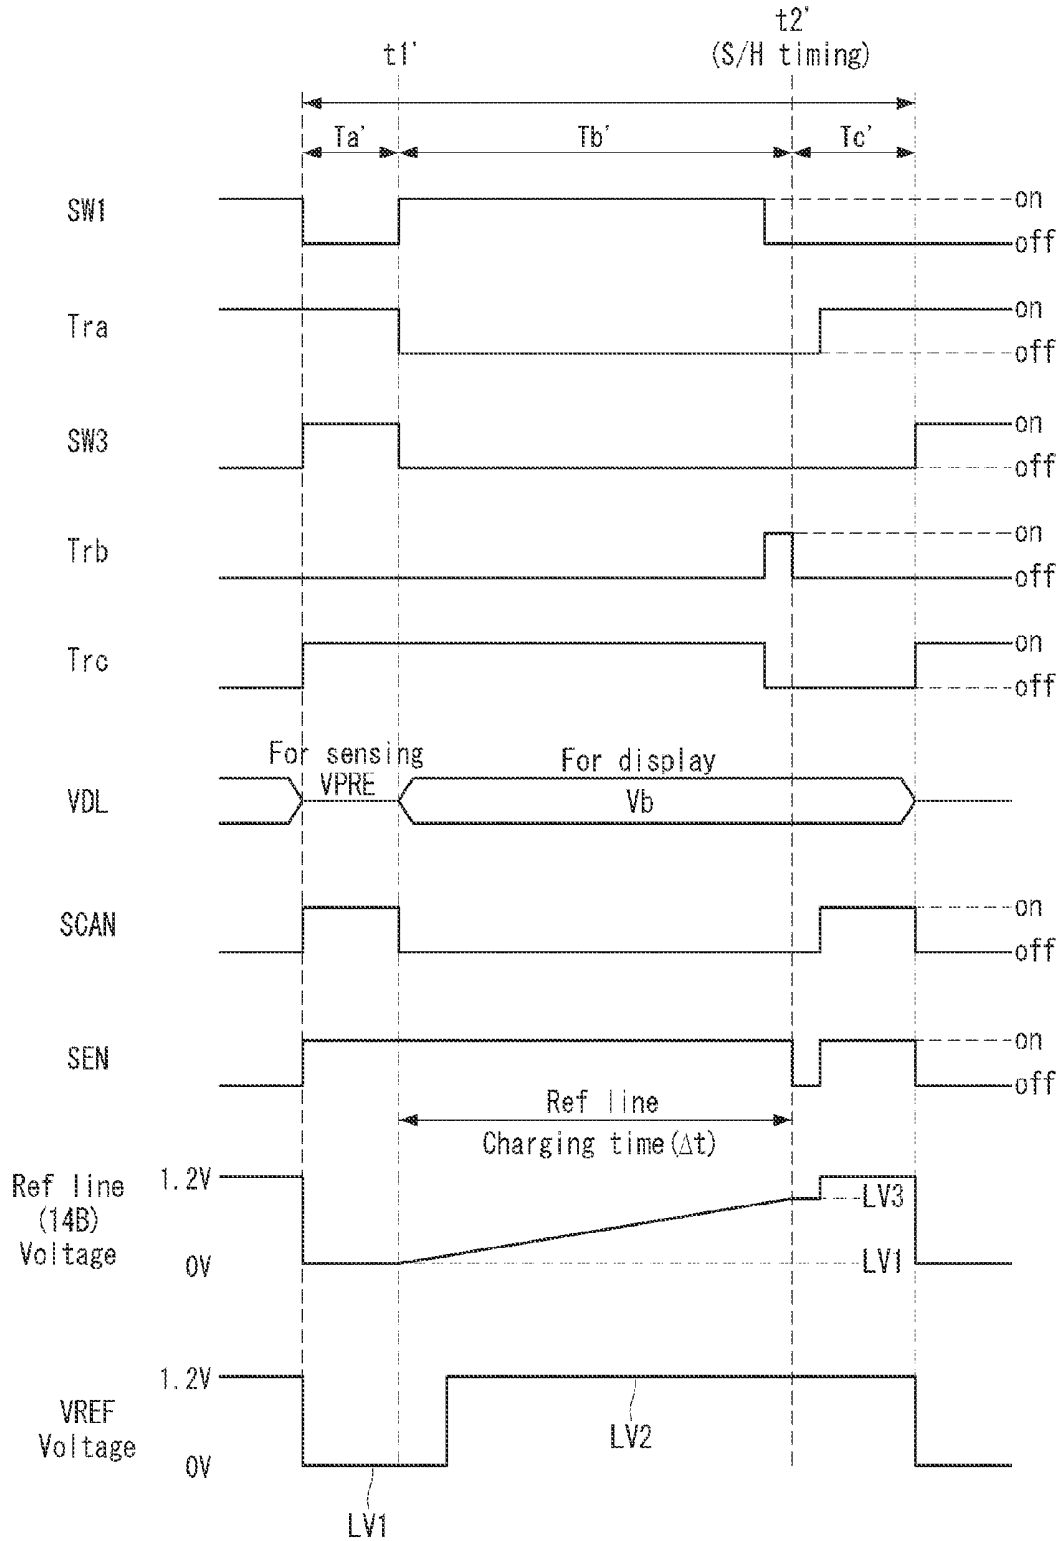 t2'
t1'
(S/H timing)
Ta'
Tb'
Tc'
SW1
on
off
Tra
on
off
SW3
on
off
Trb
on
off
Trc
on
off
For sensing
VPRE
For display
VDL
Vb
SCAN
on
off
SEN
on
off
Ref line
Charging time(Δt)
Ref line
(14B)
Voltage
1.2V
0V
LV3
LV1
VREF
Voltage
1.2V
0V
LV2
LV1